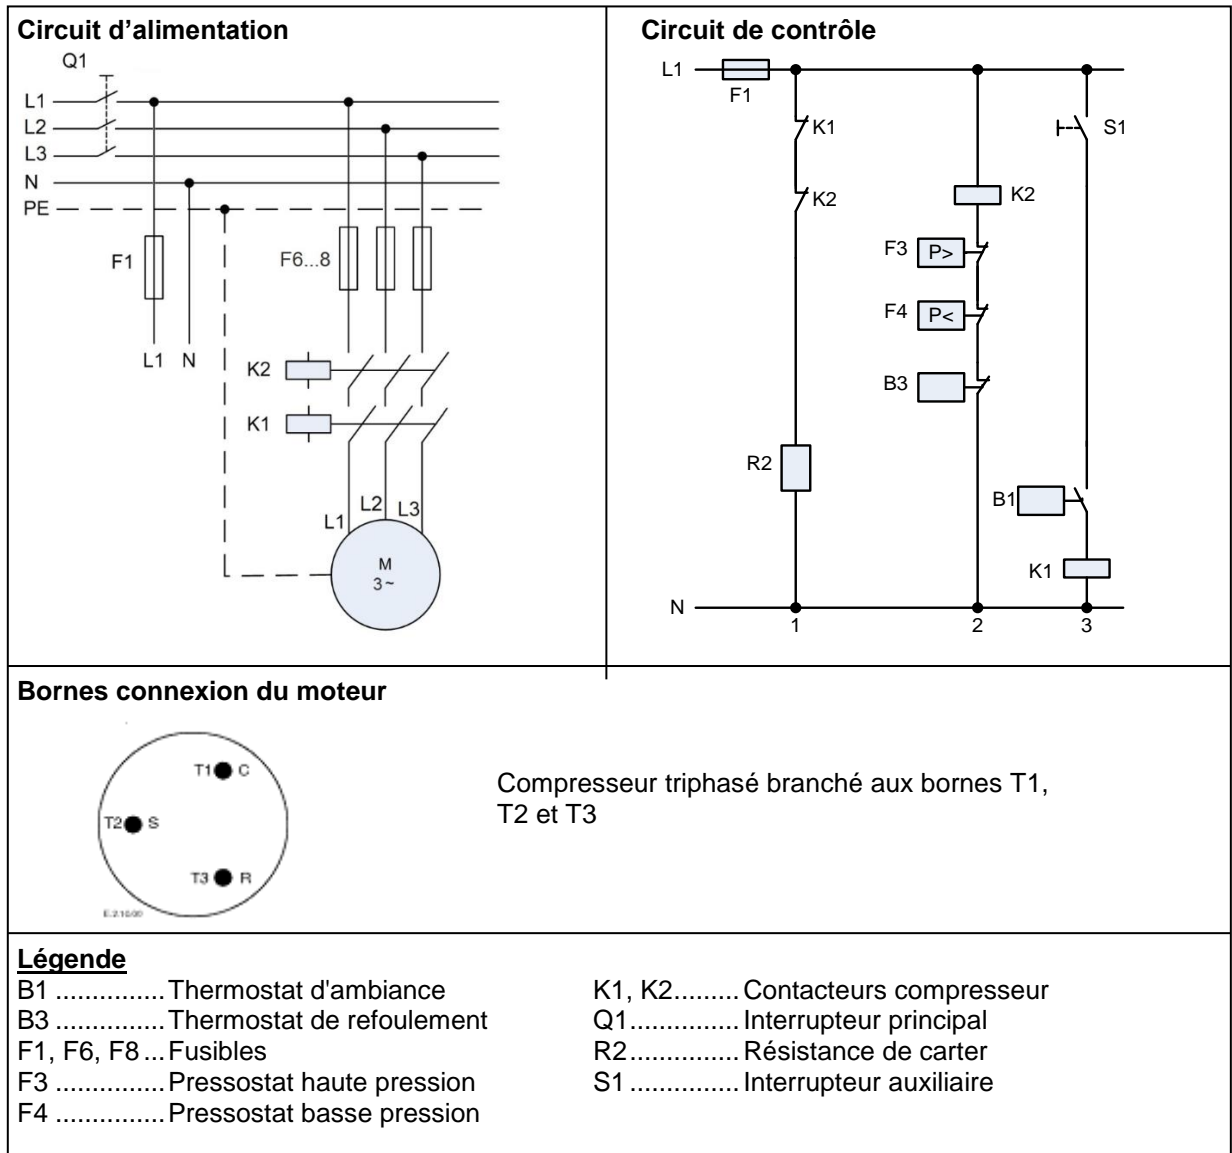 Circuit d'alimentation
Q1
L1
L2
L3
N
PE
F1
F6...8
L1 N
K2
K1
L1
L2
L3
M
3~
Circuit de contrôle
L1
F1
K1
S1
K2
K2
F3
P>
F4
P<
B3
R2
B1
K1
N
1
2
3
Bornes connexion du moteur
T1 C
T2 S
T3 R
Compresseur triphasé branché aux bornes T1,
T2 et T3
Légende
B1 ...............Thermostat d'ambiance
B3 ...............Thermostat de refoulement
F1, F6, F8 ...Fusibles
F3 ...............Pressostat haute pression
F4 ...............Pressostat basse pression
K1, K2.........Contacteurs compresseur
Q1...............Interrupteur principal
R2...............Résistance de carter
S1 ...............Interrupteur auxiliaire